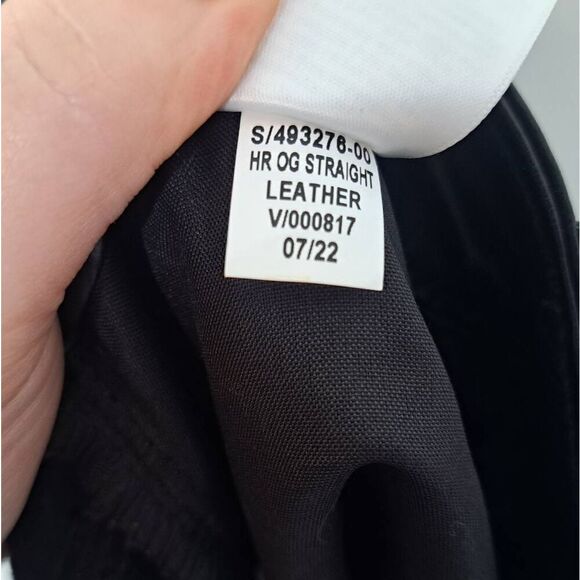 S/493276-00
HR OG STRAIGHT
LEATHER
V/000817
07/22